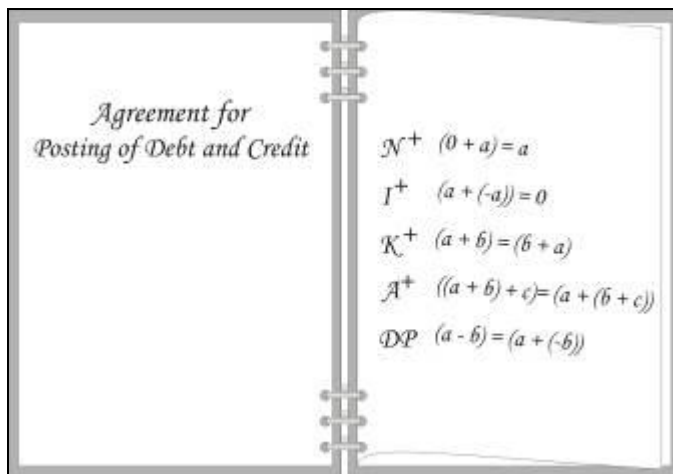 Agreement for
Posting of Debt and Credit
N+ (0 + a) = a
I+ (a + (-a)) = 0
K+ (a + b) = (b + a)
A+ ((a + b) + c)= (a + (b + c))
DP (a - b) = (a + (-b))